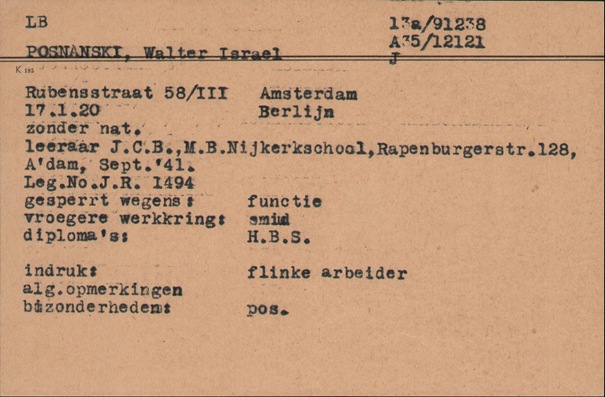 LB 13a/91238
A35/12121
POSNANSKI, Walter Israel J
K 183
Rubensstraat 58/III Amsterdam
17.1.20 Berlijn
zonder nat.
leeraar J.C.B.,M.B.Nijkerkschool,Rapenburgerstr.128,
A'dam, Sept.'41.
Leg.No.J.R. 1494
gesperrt wegens: functie
vroegere werkkring: smid
diploma's: H.B.S.
indruk: flinke arbeider
alg.opmerkingen
bijzonderheden: pos.